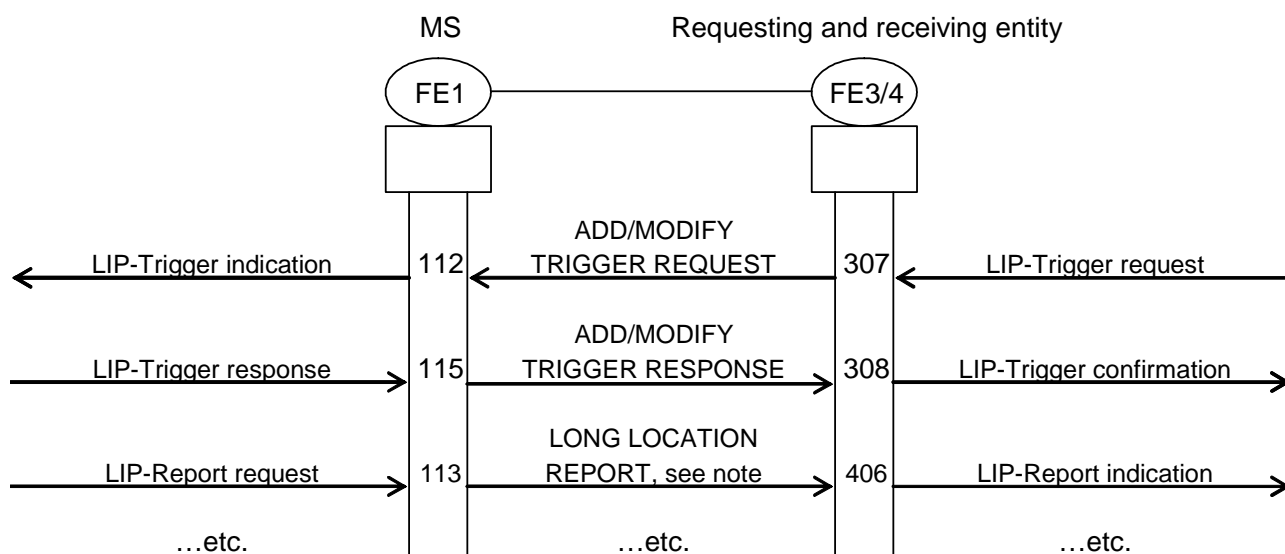 MS
Requesting and receiving entity
FE1
FE3/4
ADD/MODIFY
LIP-Trigger indication
112
TRIGGER REQUEST
307
LIP-Trigger request
ADD/MODIFY
LIP-Trigger response
115
TRIGGER RESPONSE
308
LIP-Trigger confirmation
LONG LOCATION
LIP-Report request
113
REPORT, see note
406
LIP-Report indication
…etc.
…etc.
…etc.